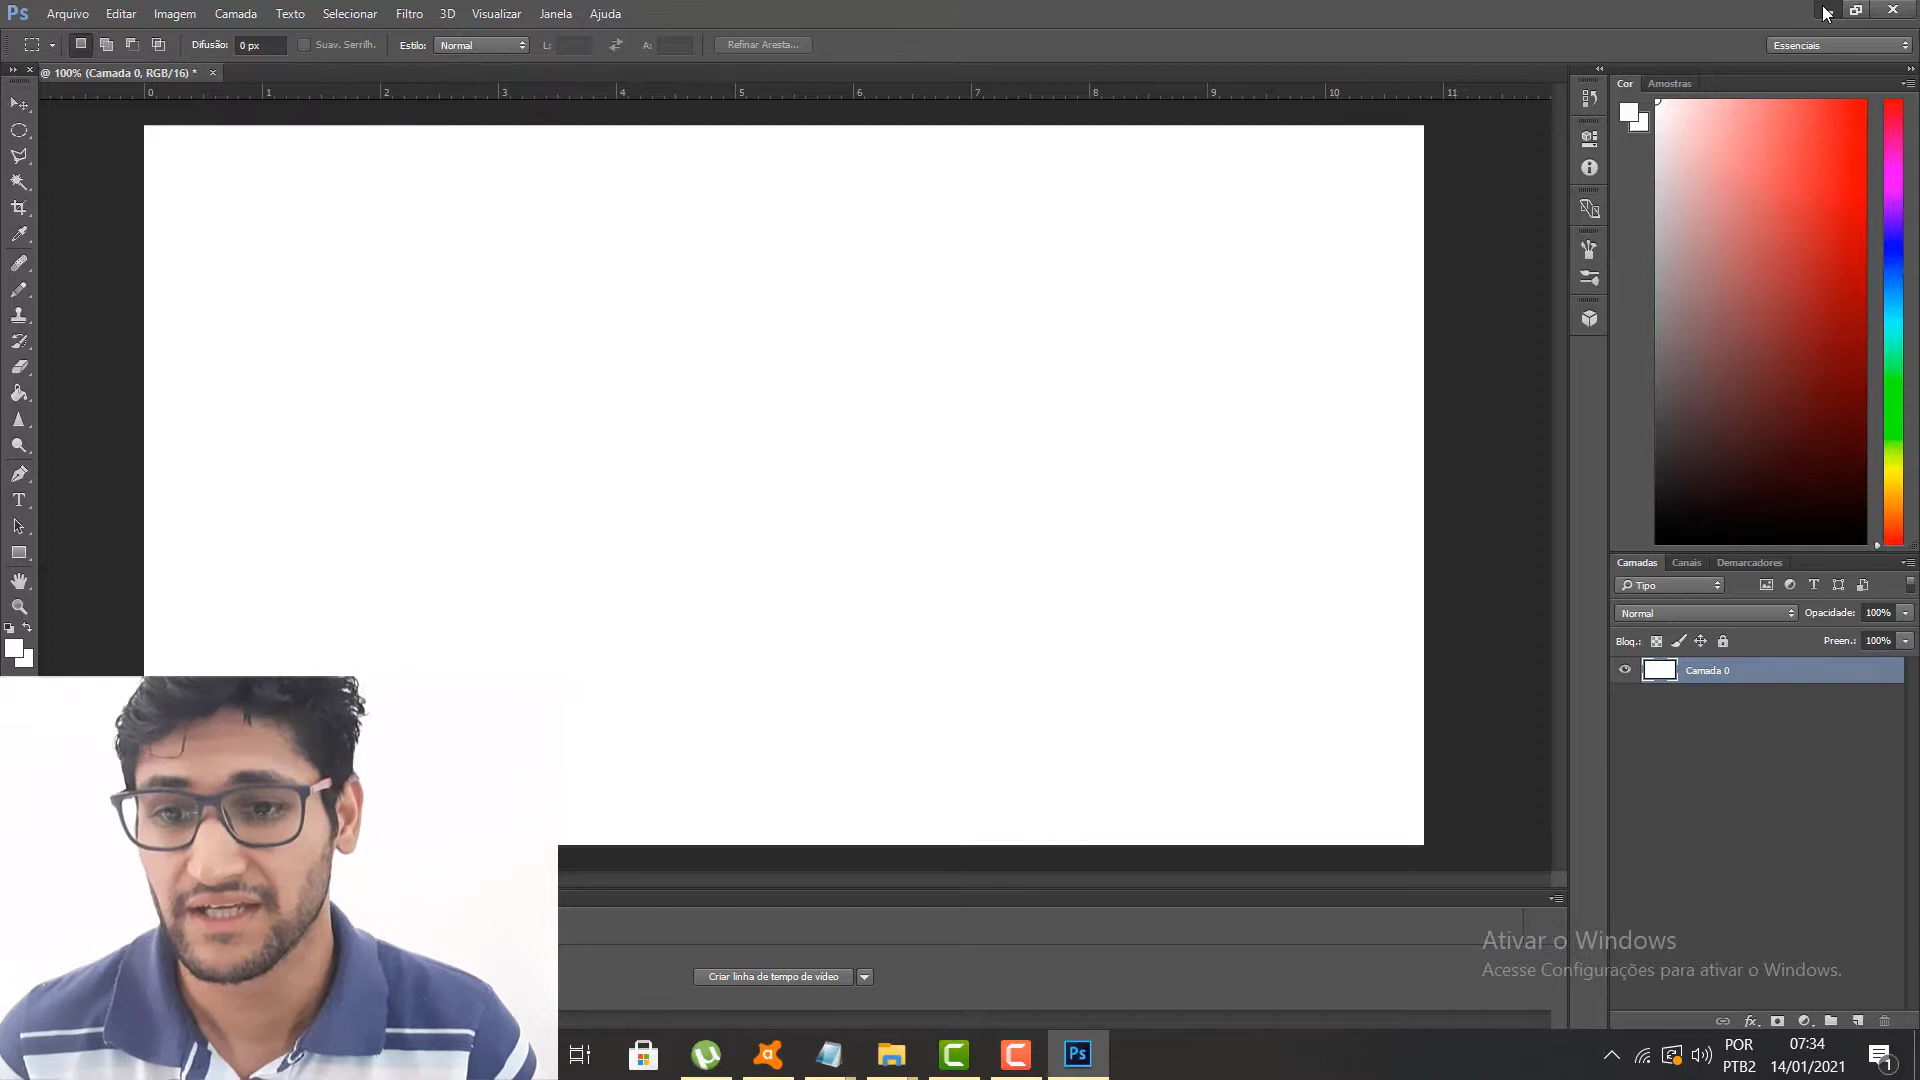 Ps Arquivo Editar Imagem Camada Texto Selecionar Filtro 3D Visualizar Janela Ajuda
Difusão: 0 px Suav. Serrilh. Estilo: Normal L: A: Refinar Aresta... Essenciais
@ 100% (Camada 0, RGB/16) *
0 1 2 3 4 5 6 7 8 9 10 11
Cor Amostras
Camadas Canais Demarcadores
Tipo
Normal Opacidade: 100%
Bloq.: Preen.: 100%
Camada 0
Ativar o Windows
Acesse Configurações para ativar o Windows.
Criar linha de tempo de vídeo
Ps
POR
PTB2
07:34
14/01/2021
1